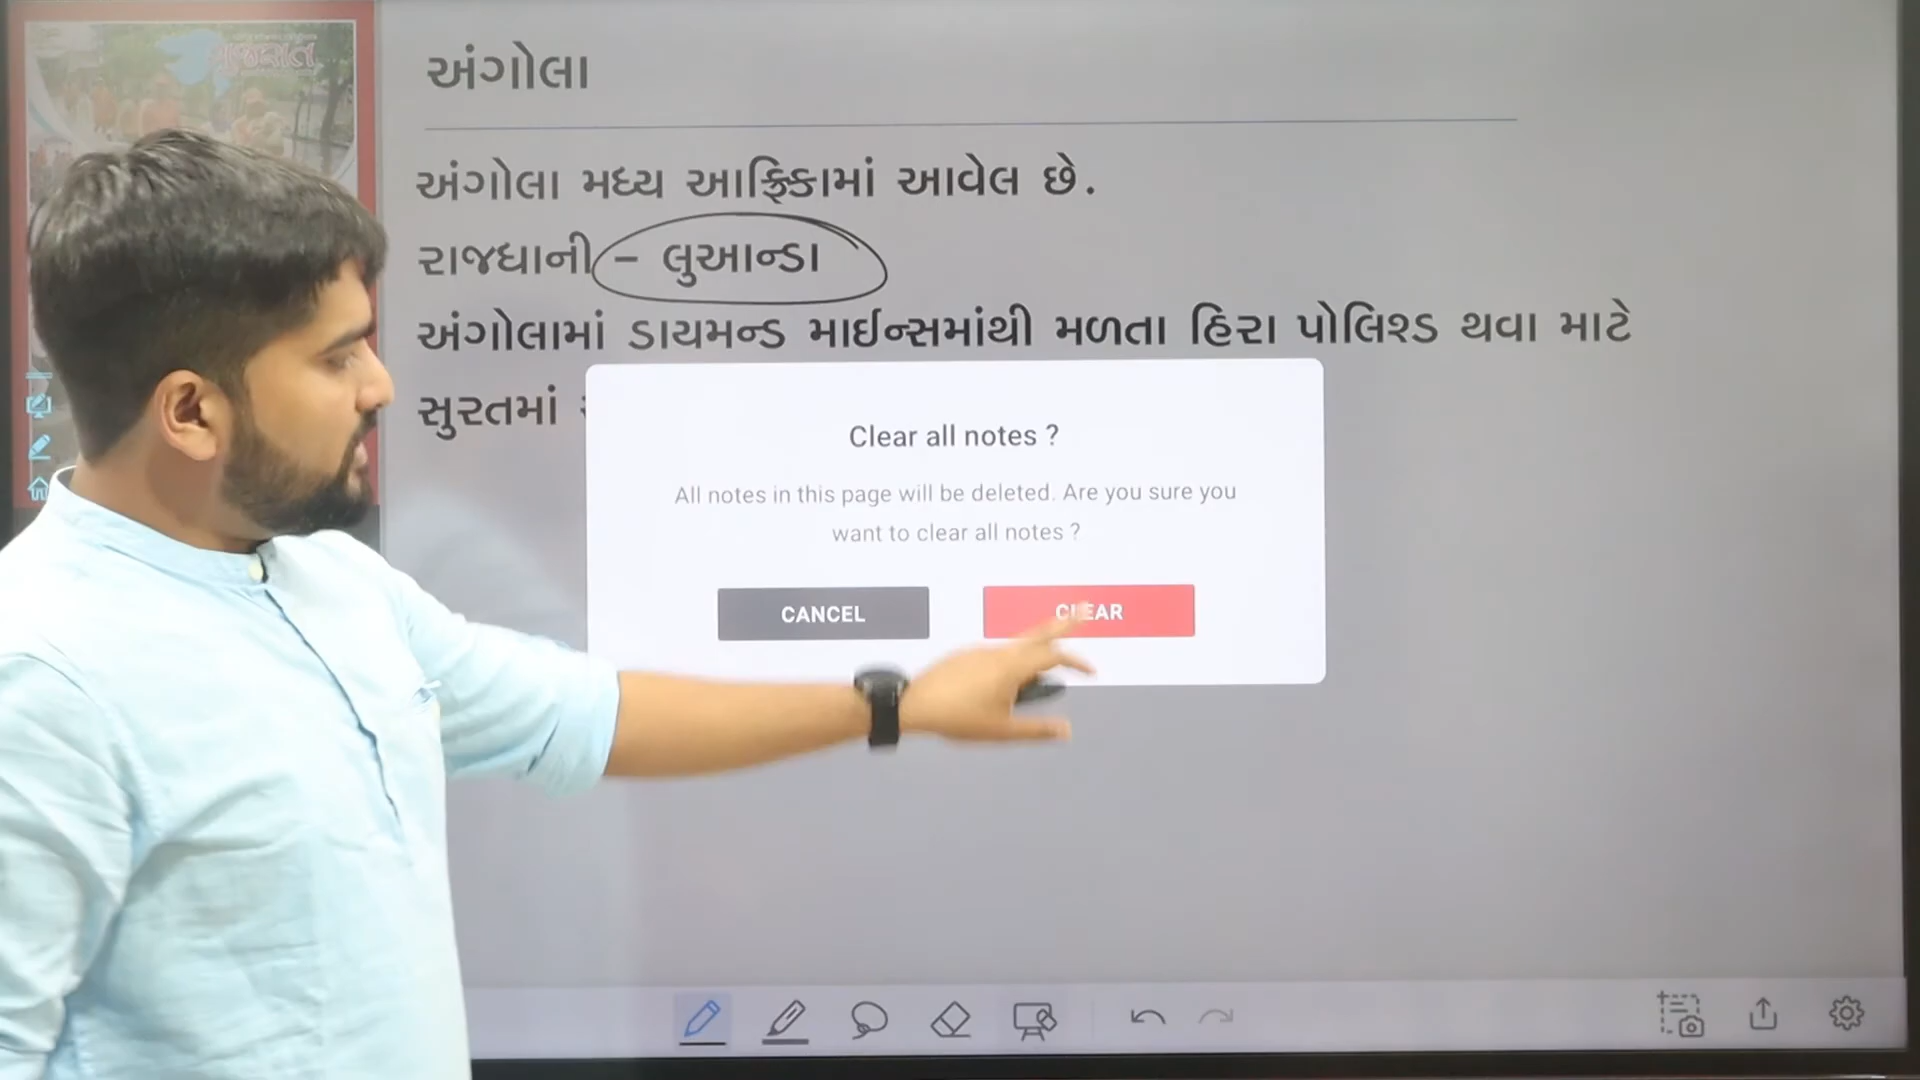 ગુજરાત
અંગોલા
અંગોલા મધ્ય આફ્રિકામાં આવેલ છે.
રાજધાની – લુઆન્ડા
અંગોલામાં ડાયમન્ડ માઈન્સમાંથી મળતા હિરા પોલિશ્ડ થવા માટે
સુરતમાં
Clear all notes ?
All notes in this page will be deleted. Are you sure you
want to clear all notes ?
CANCEL
CLEAR